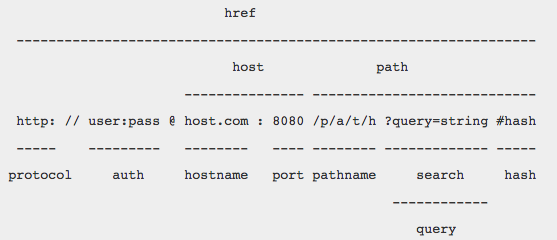 href
-----------------------------------------------------------------
host path
--------------- ----------------------------
http: // user:pass @ host.com : 8080 /p/a/t/h ?query=string #hash
----- --------- -------- ---- -------- ------------- -----
protocol auth hostname port pathname search hash
------------
query